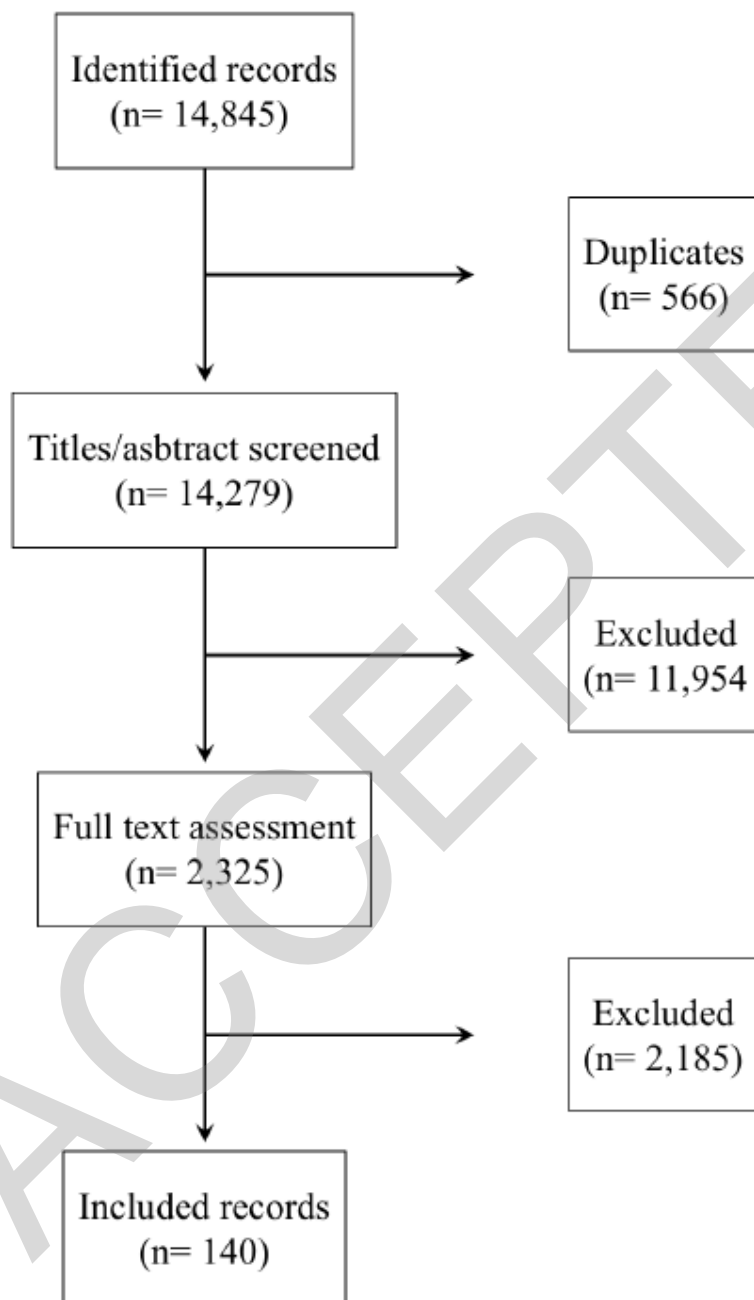 Identified records
(n= 14,845)
Duplicates
(n= 566)
Titles/asbtract screened
(n= 14,279)
Excluded
(n= 11,954
Full text assessment
(n= 2,325)
Excluded
(n= 2,185)
Included records
(n= 140)
ACCEPTE